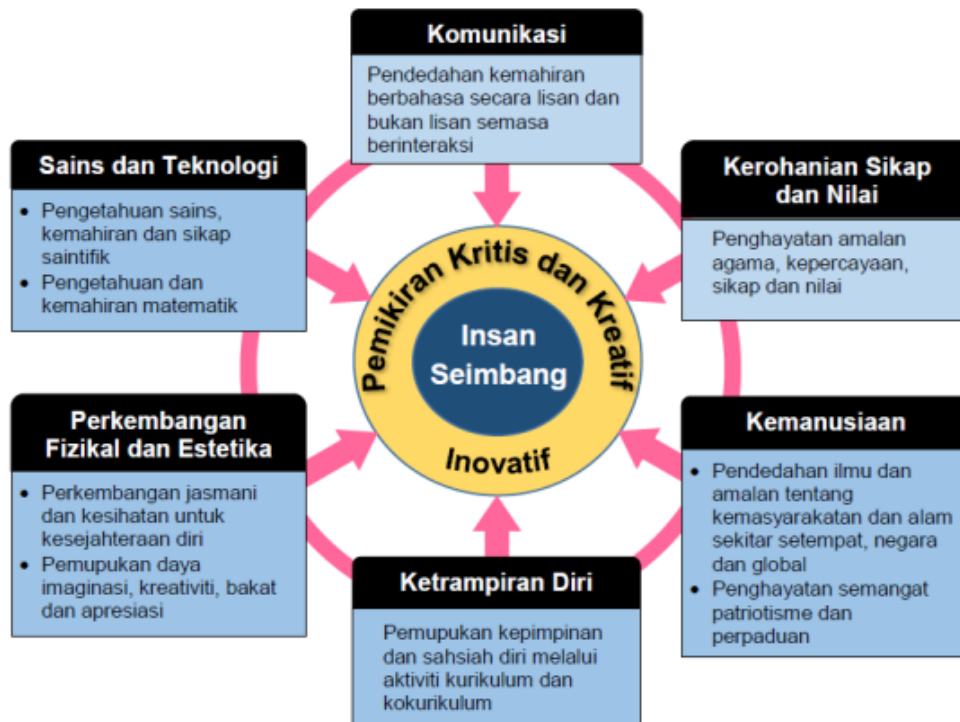 Komunikasi
Pendedahan kemahiran
berbahasa secara lisan dan
bukan lisan semasa
berinteraksi
Sains dan Teknologi
• Pengetahuan sains,
kemahiran dan sikap
saintifik
• Pengetahuan dan
kemahiran matematik
Kerohanian Sikap
dan Nilai
Penghayatan amalan
agama, kepercayaan,
sikap dan nilai
Pemikiran Kritis dan Kreatif
Insan
Seimbang
Inovatif
Perkembangan
Fizikal dan Estetika
• Perkembangan jasmani
dan kesihatan untuk
kesejahteraan diri
• Pemupukan daya
imaginasi, kreativiti, bakat
dan apresiasi
Kemanusiaan
• Pendedahan ilmu dan
amalan tentang
kemasyarakatan dan alam
sekitar setempat, negara
dan global
• Penghayatan semangat
patriotisme dan
perpaduan
Ketrampiran Diri
Pemupukan kepimpinan
dan sahsiah diri melalui
aktiviti kurikulum dan
kokurikulum